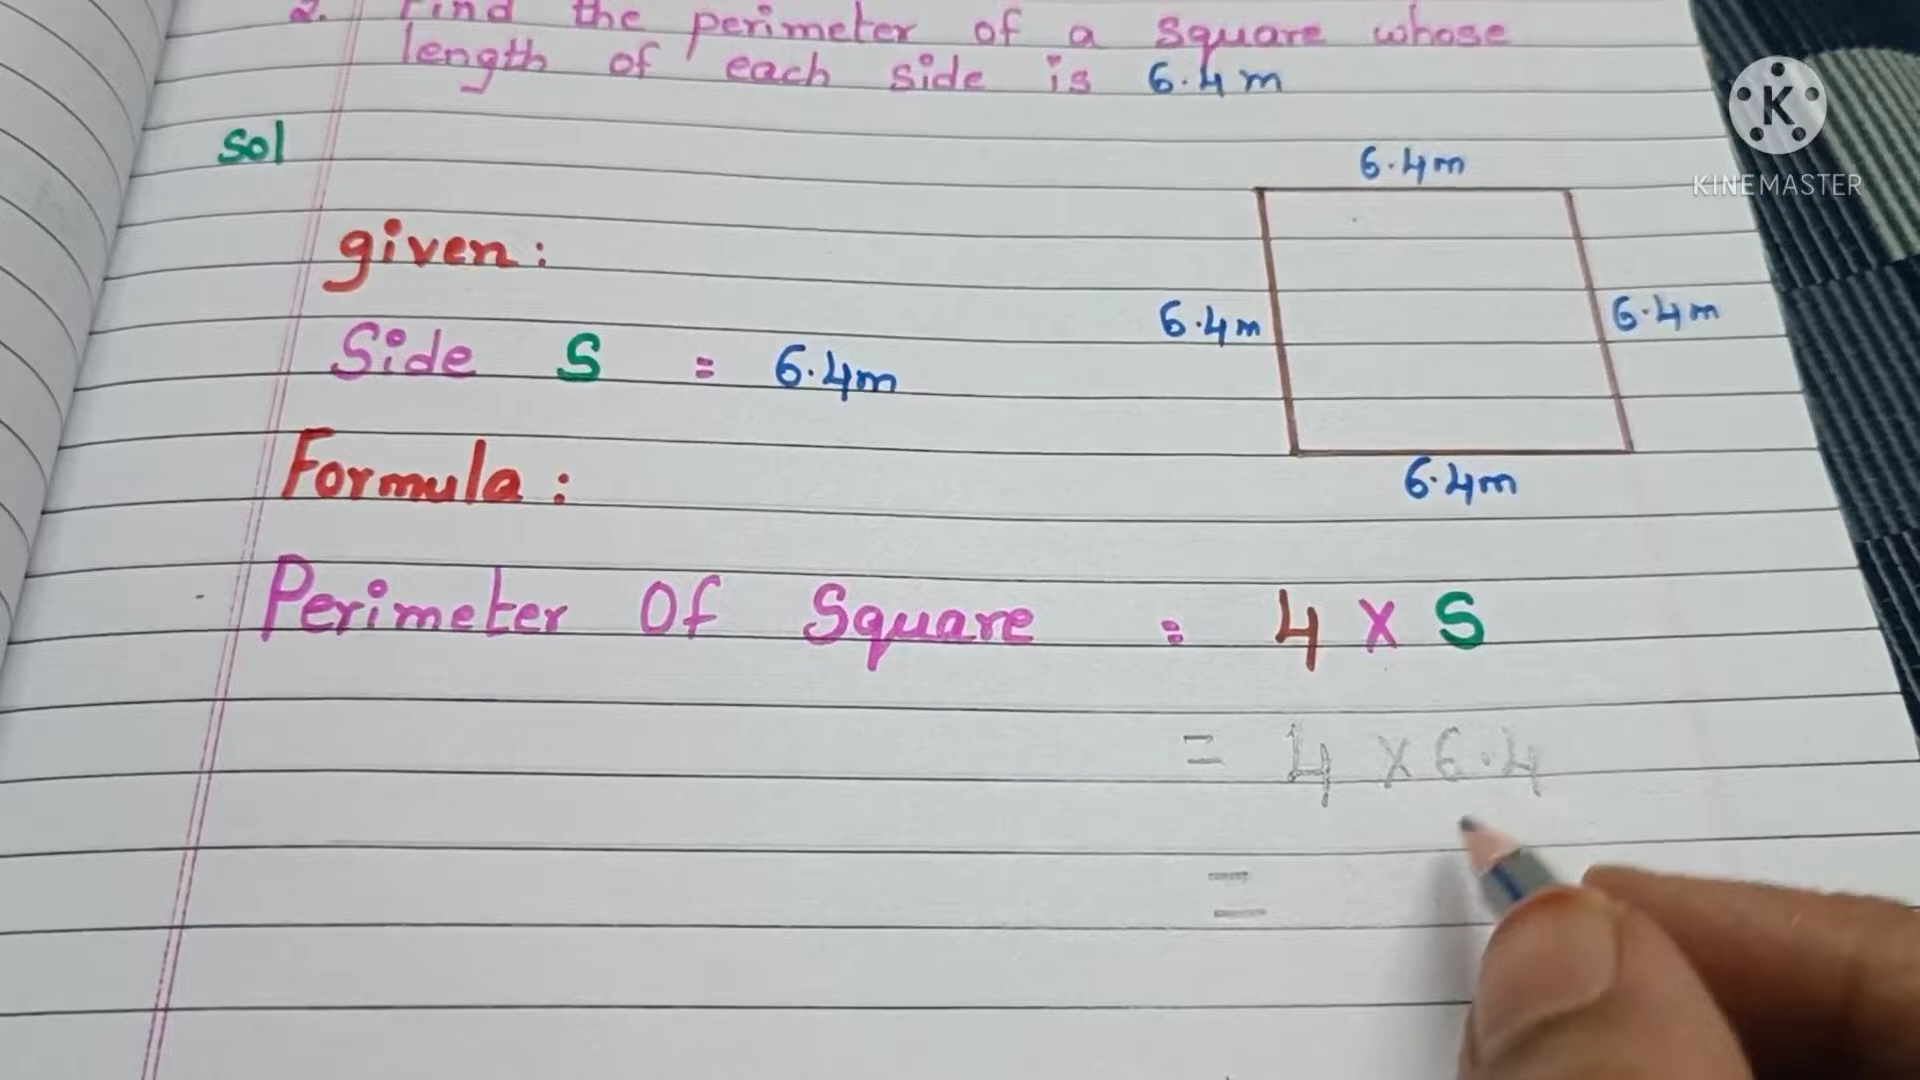 2. Find the perimeter of a square whose
length of each side is 6.4m
Sol
6.4m
given:
6.4m
6.4m
Side S = 6.4m
Formula:
6.4m
Perimeter Of Square = 4 x S
= 4 x 6.4
=
K
KINEMASTER